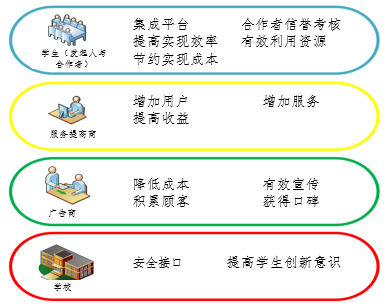 集成平台 合作者信誉考核
提高实现效率 有效利用资源
节约实现成本
学生（发起人与
合作者）
增加用户 增加服务
提高收益
服务提高商
降低成本 有效宣传
积累顾客 获得口碑
广告商
安全接口 提高学生创新意识
学校